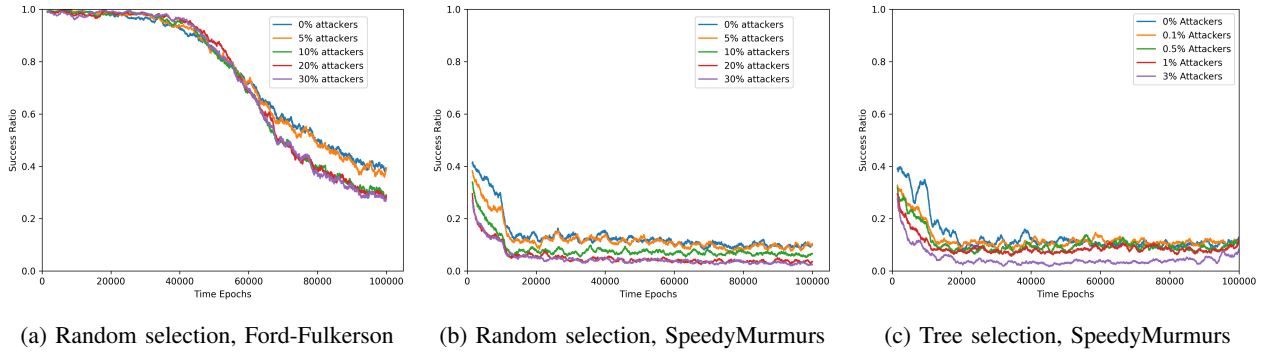 Success Ratio
1.0
0.8
0.6
0.4
0.2
0.0
0
20000
40000
60000
80000
100000
Time Epochs
0% attackers
5% attackers
10% attackers
20% attackers
30% attackers
(a) Random selection, Ford-Fulkerson
Success Ratio
1.0
0.8
0.6
0.4
0.2
0.0
0
20000
40000
60000
80000
100000
Time Epochs
0% attackers
5% attackers
10% attackers
20% attackers
30% attackers
(b) Random selection, SpeedyMurmurs
Success Ratio
1.0
0.8
0.6
0.4
0.2
0.0
0
20000
40000
60000
80000
100000
Time Epochs
0% Attackers
0.1% Attackers
0.5% Attackers
1% Attackers
3% Attackers
(c) Tree selection, SpeedyMurmurs